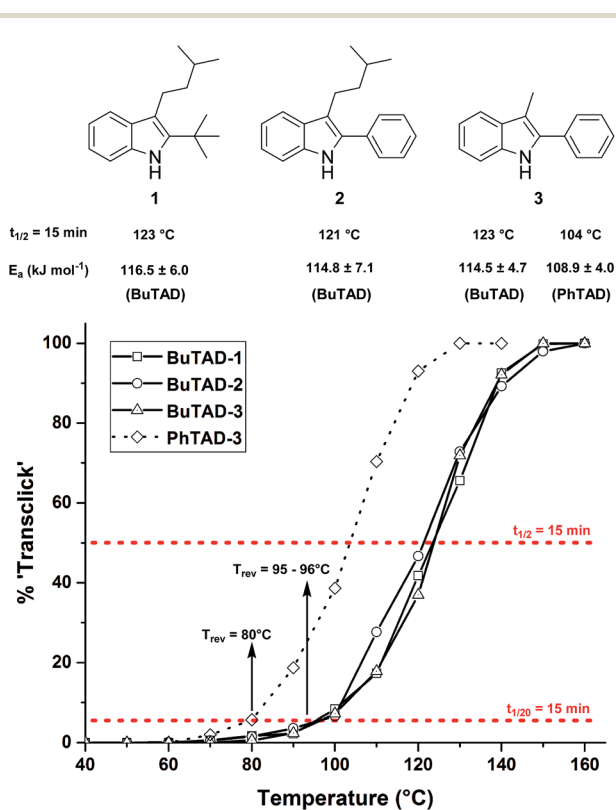 N
H
1
N
H
2
N
H
3
t1/2 = 15 min 123 °C 121 °C 123 °C 104 °C
Ea (kJ mol-1) 116.5 ± 6.0 114.8 ± 7.1 114.5 ± 4.7 108.9 ± 4.0
(BuTAD) (BuTAD) (BuTAD) (PhTAD)
100
80
60
40
20
0
% 'Transclick'
BuTAD-1
BuTAD-2
BuTAD-3
PhTAD-3
t1/2 = 15 min
Trev = 95 - 96°C
Trev = 80°C
t1/20 = 15 min
40 60 80 100 120 140 160
Temperature (°C)